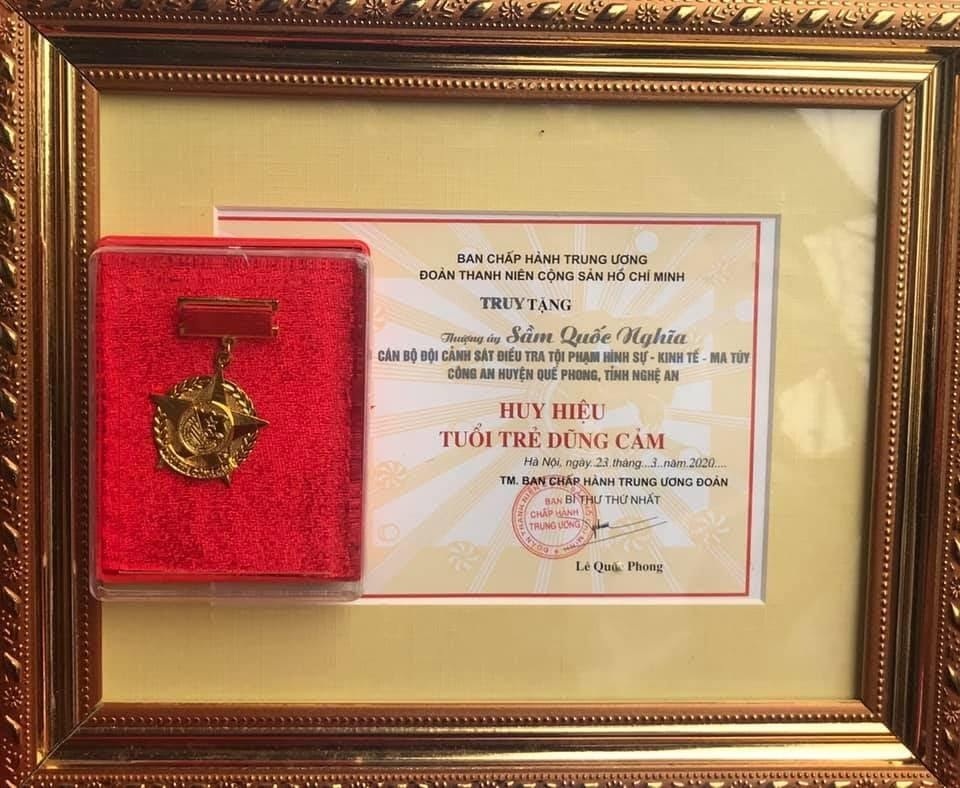 BAN CHẤP HÀNH TRUNG ƯƠNG
ĐOÀN THANH NIÊN CỘNG SẢN HỒ CHÍ MINH
TRUY TẶNG
Thượng úy Sầm Quốc Nghĩa
CÁN BỘ ĐỘI CẢNH SÁT ĐIỀU TRA TỘI PHẠM HÌNH SỰ - KINH TẾ - MA TÚY
CÔNG AN HUYỆN QUẾ PHONG, TỈNH NGHỆ AN
HUY HIỆU
TUỔI TRẺ DŨNG CẢM
Hà Nội, ngày.23.tháng...3..năm.2020....
TM. BAN CHẤP HÀNH TRUNG ƯƠNG ĐOÀN
BÍ THƯ THỨ NHẤT
BAN
CHẤP HÀNH
TRUNG ƯƠNG
Lê Quốc Phong